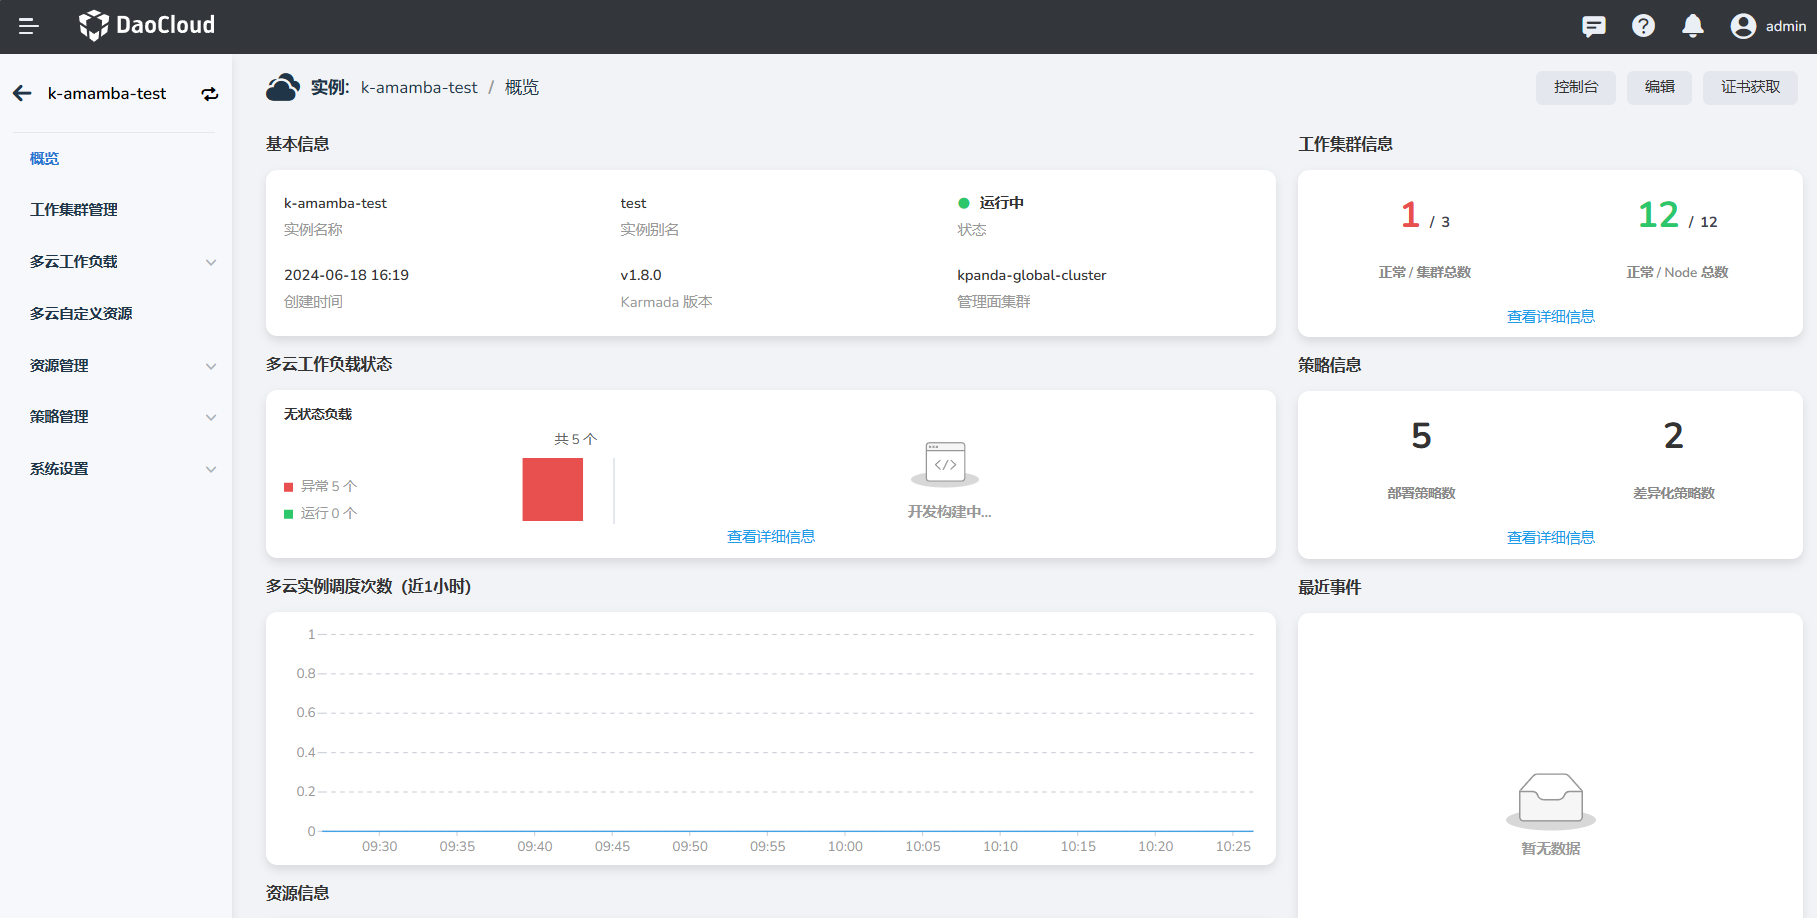 DaoCloud
admin
k-amamba-test
概览
工作集群管理
多云工作负载
多云自定义资源
资源管理
策略管理
系统设置
实例: k-amamba-test / 概览
控制台 编辑 证书获取
基本信息
k-amamba-test
实例名称
test
实例别名
运行中
状态
2024-06-18 16:19
创建时间
v1.8.0
Karmada 版本
kpanda-global-cluster
管理面集群
工作集群信息
1 / 3
正常 / 集群总数
12 / 12
正常 / Node 总数
查看详细信息
多云工作负载状态
无状态负载
共 5 个
异常 5 个
运行 0 个
开发构建中...
查看详细信息
策略信息
5
部署策略数
2
差异化策略数
查看详细信息
多云实例调度次数（近1小时）
1
0.8
0.6
0.4
0.2
0
09:30 09:35 09:40 09:45 09:50 09:55 10:00 10:05 10:10 10:15 10:20 10:25
最近事件
暂无数据
资源信息